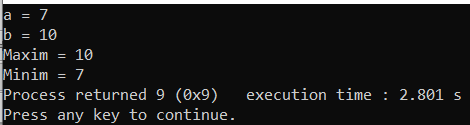 a = 7
b = 10
Maxim = 10
Minim = 7
Process returned 9 (0x9)   execution time : 2.801 s
Press any key to continue.